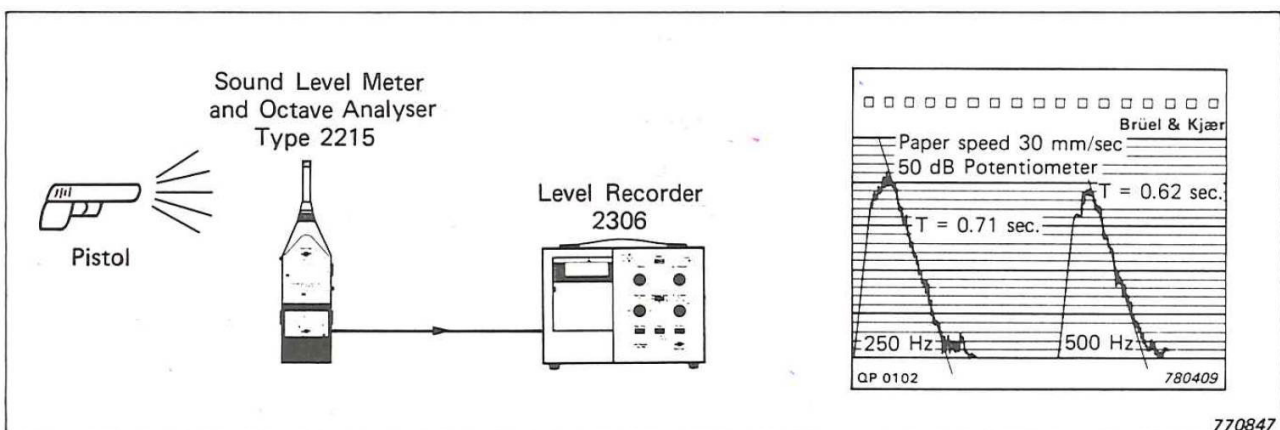 Sound Level Meter
and Octave Analyser
Type 2215
Pistol
Level Recorder
2306
Brüel & Kjær
Paper speed 30 mm/sec
50 dB Potentiometer
T = 0.62 sec.
T = 0.71 sec.
250 Hz
500 Hz
QP 0102
780409
770847